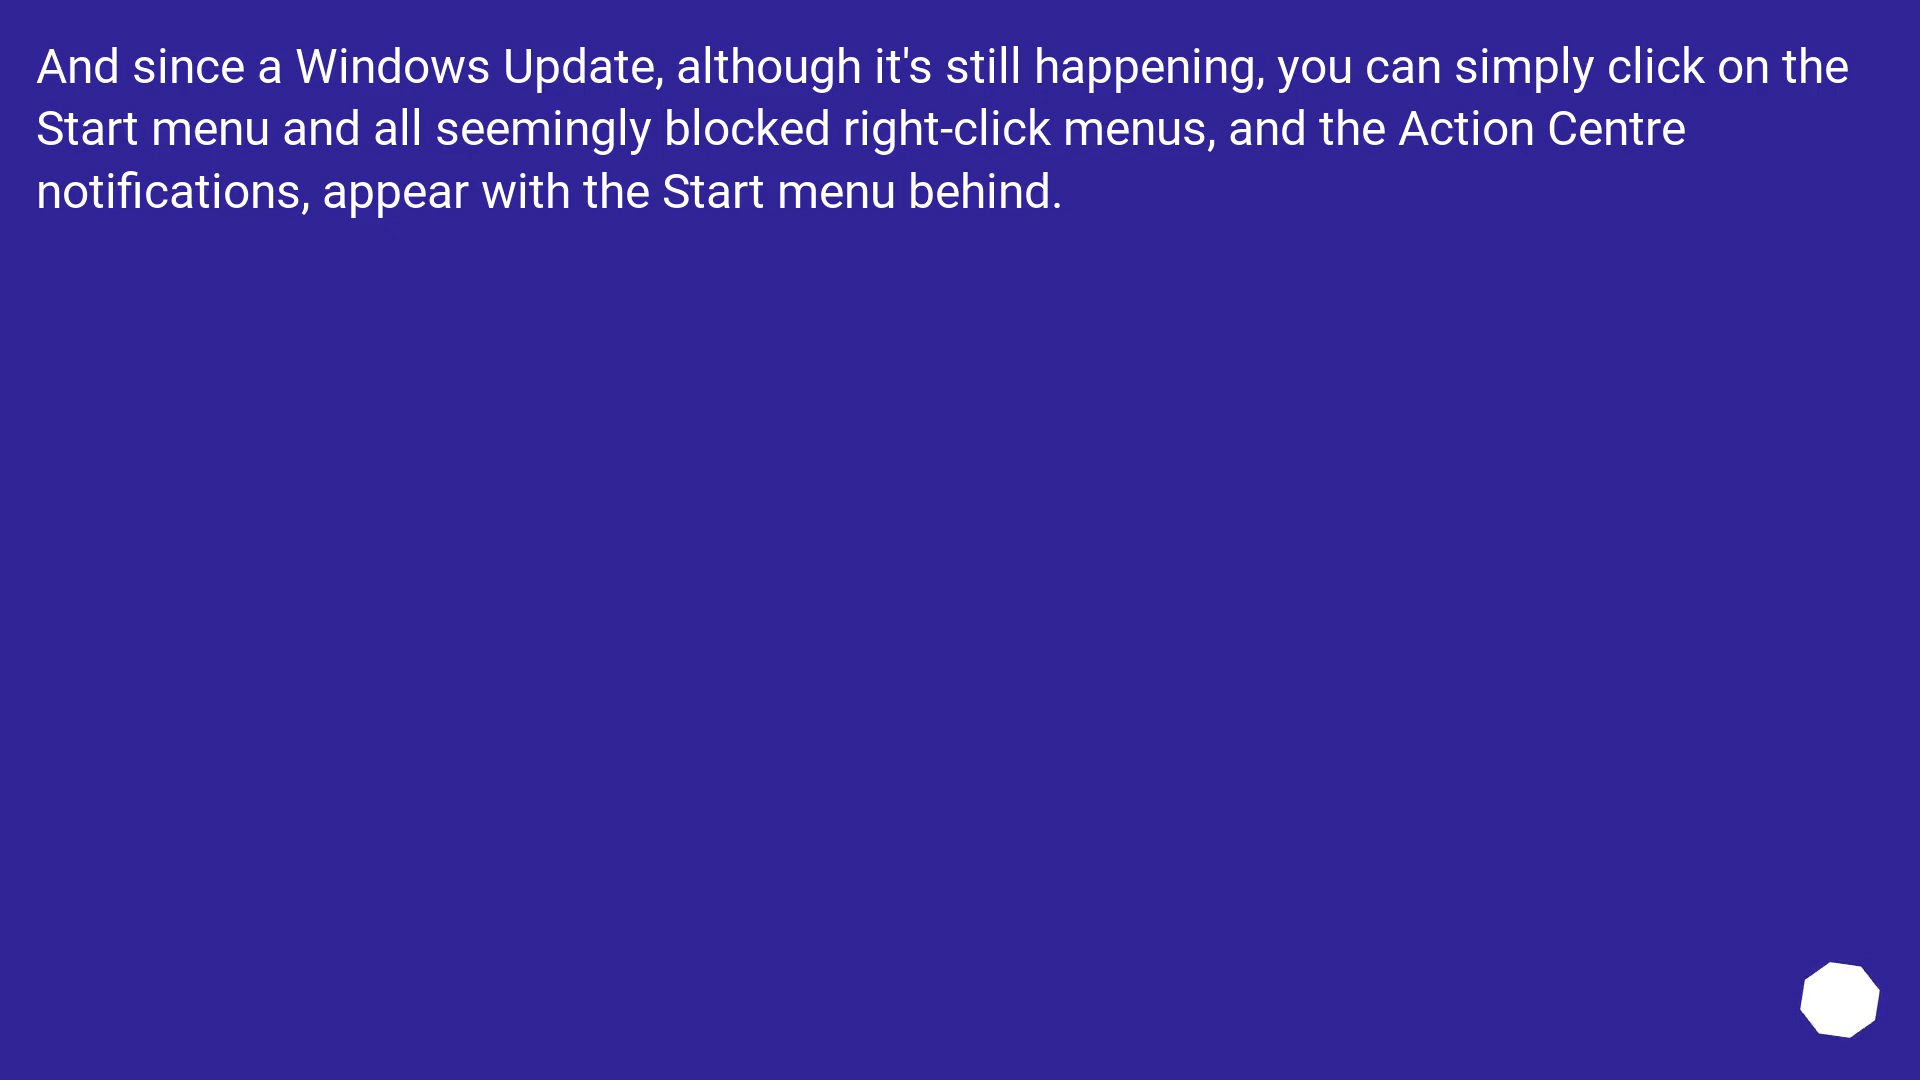 And since a Windows Update, although it's still happening, you can simply click on the
Start menu and all seemingly blocked right-click menus, and the Action Centre
notifications, appear with the Start menu behind.